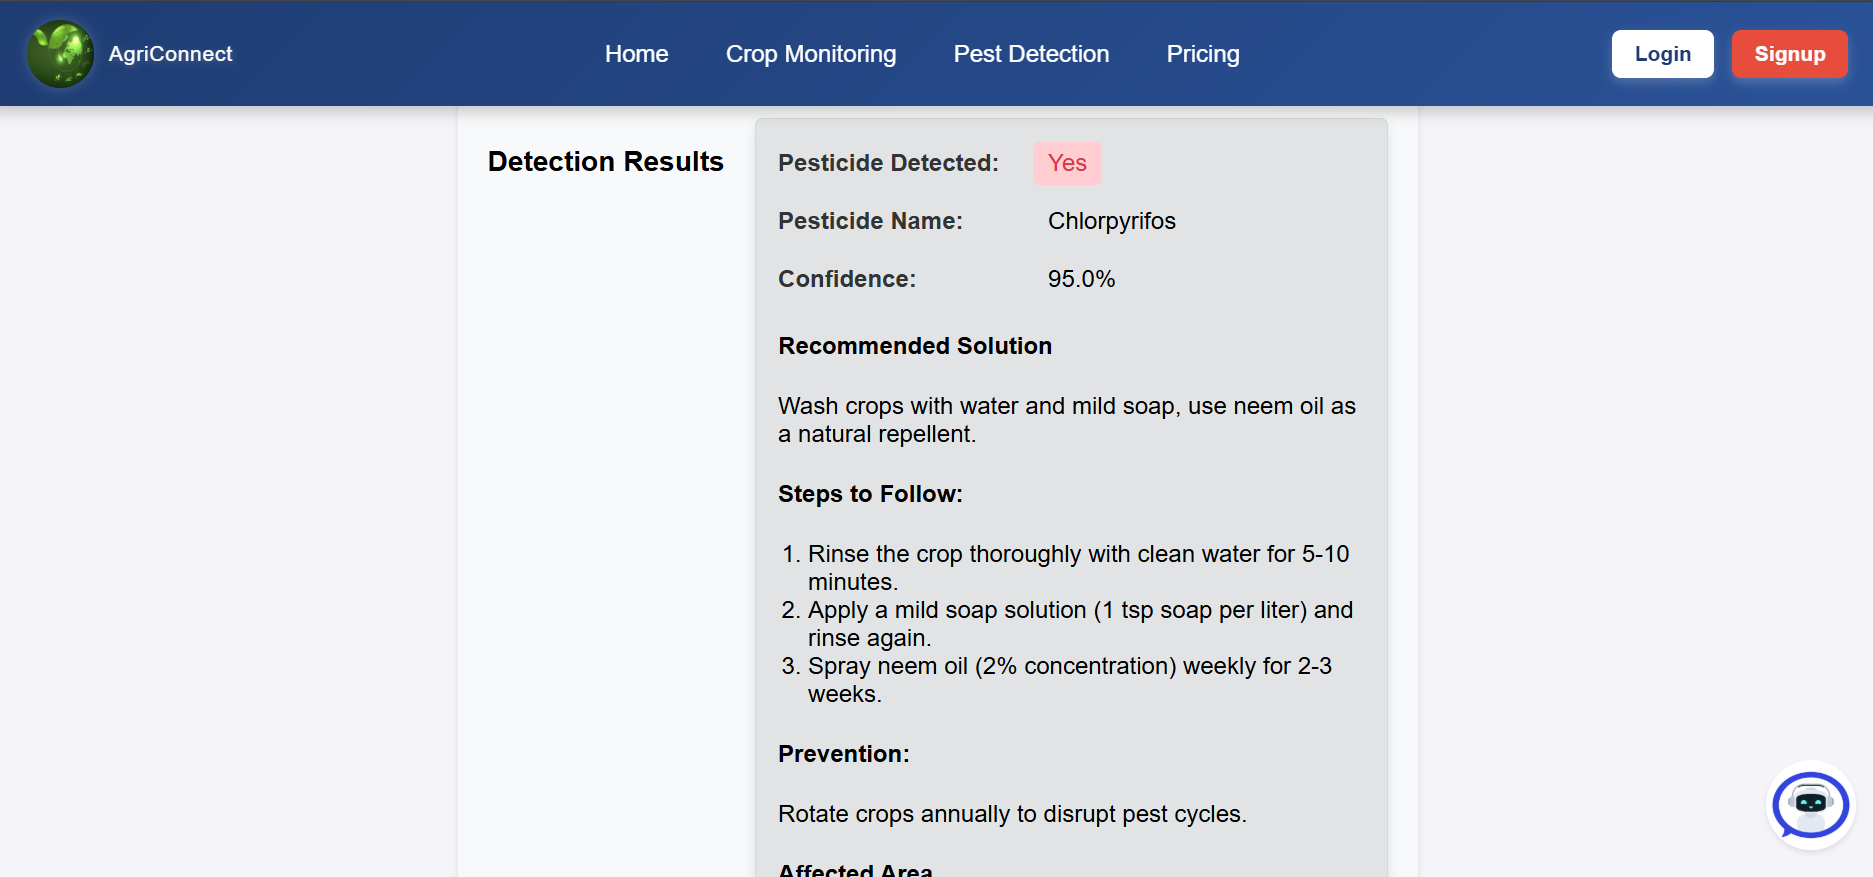 AgriConnect
Home
Crop Monitoring
Pest Detection
Pricing
Login
Signup
Detection Results
Pesticide Detected: Yes
Pesticide Name: Chlorpyrifos
Confidence: 95.0%
Recommended Solution
Wash crops with water and mild soap, use neem oil as
a natural repellent.
Steps to Follow:
1. Rinse the crop thoroughly with clean water for 5-10
minutes.
2. Apply a mild soap solution (1 tsp soap per liter) and
rinse again.
3. Spray neem oil (2% concentration) weekly for 2-3
weeks.
Prevention:
Rotate crops annually to disrupt pest cycles.
Affected Area